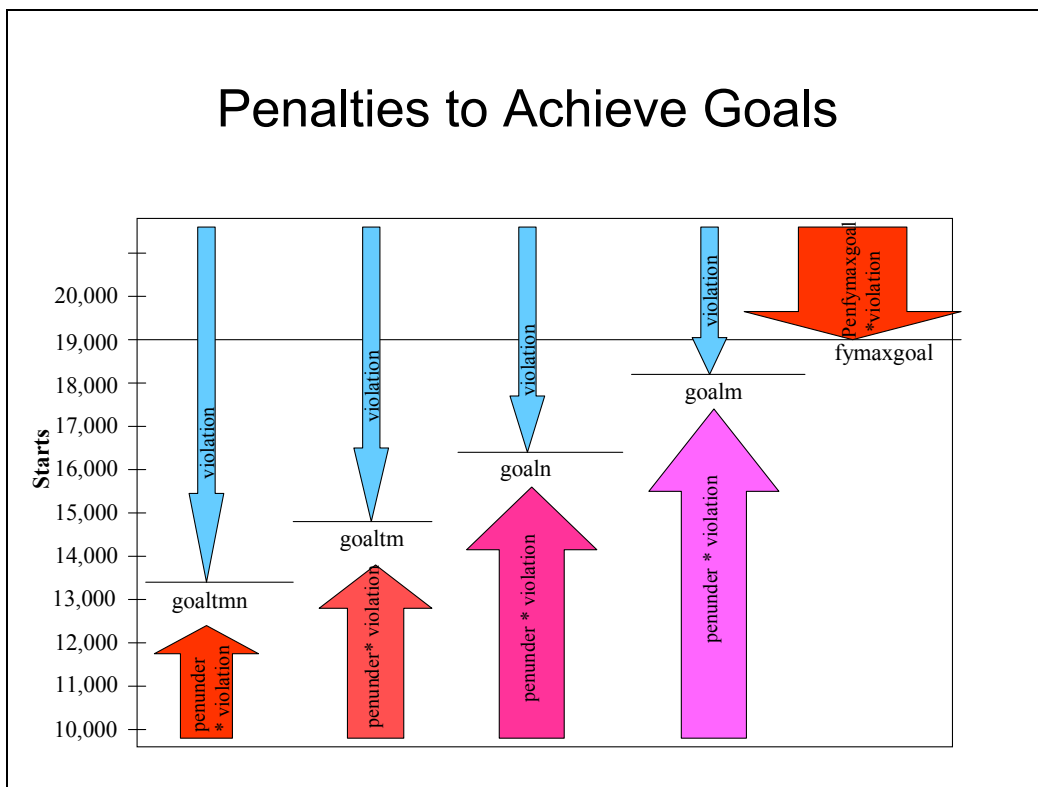 Penalties to Achieve Goals
Starts
20,000
19,000
18,000
17,000
16,000
15,000
14,000
13,000
12,000
11,000
10,000
violation
goaltmn
penunder
* violation
violation
goaltm
penunder* violation
violation
goaln
penunder * violation
violation
goalm
penunder * violation
Penfymaxgoal
*violation
fymaxgoal